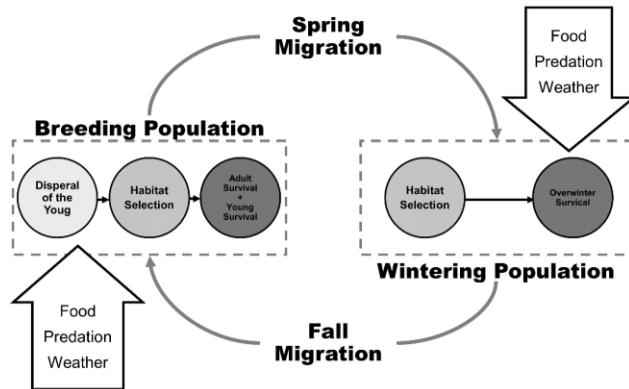 Spring
Migration
Food
Predation
Weather
Breeding Population
Disperal
of the
Youg
Habitat
Selection
Adult
Survival
+
Young
Survival
Habitat
Selection
Overwinter
Survical
Wintering Population
Food
Predation
Weather
Fall
Migration